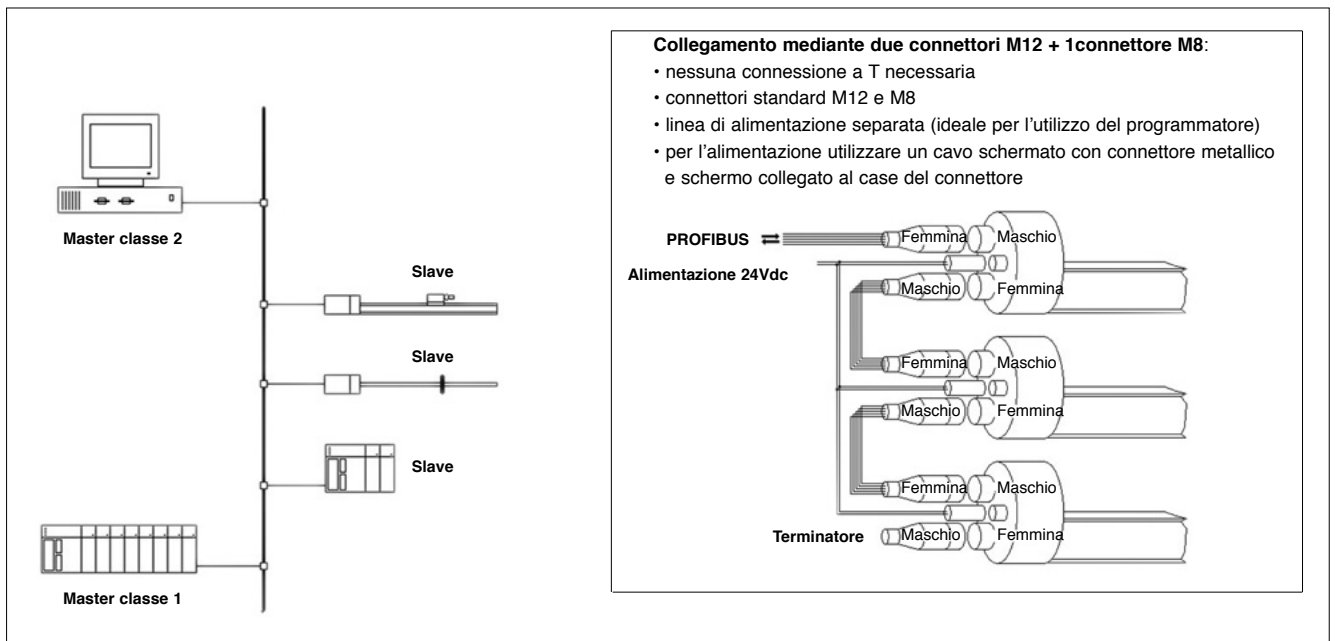 Master classe 2
Slave
Slave
Slave
Master classe 1
Collegamento mediante due connettori M12 + 1connettore M8:
• nessuna connessione a T necessaria
• connettori standard M12 e M8
• linea di alimentazione separata (ideale per l'utilizzo del programmatore)
• per l'alimentazione utilizzare un cavo schermato con connettore metallico
e schermo collegato al case del connettore
PROFIBUS
Femmina Maschio
Alimentazione 24Vdc
Maschio Femmina
Femmina Maschio
Maschio Femmina
Femmina Maschio
Terminatore Maschio Femmina